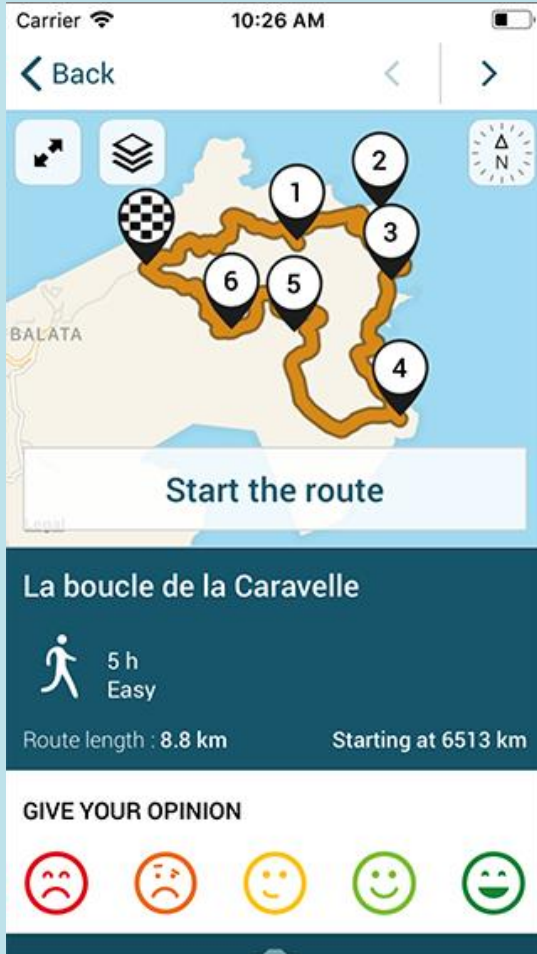 Carrier 10:26 AM
Back
N
2
1
3
6 5
BALATA
4
Start the route
Legal
La boucle de la Caravelle
5 h
Easy
Route length : 8.8 km Starting at 6513 km
GIVE YOUR OPINION